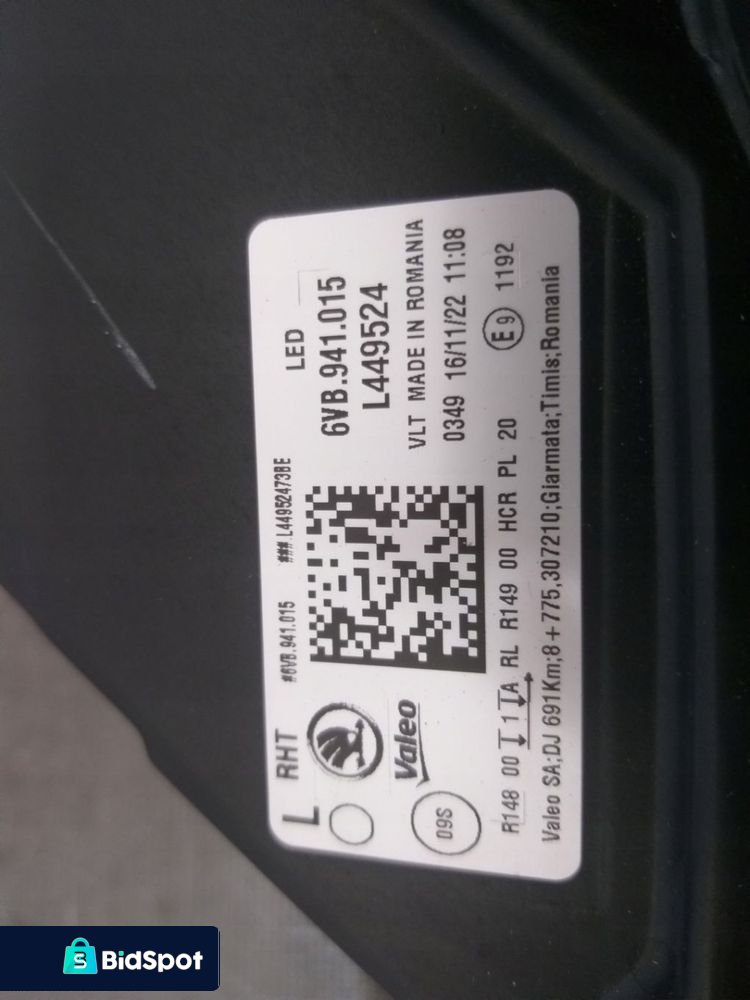 L RHT #6VB.941.015 ###.L449524738E
LED
6VB.941.015
L449524
Valeo
VLT MADE IN ROMANIA
09S
0349 16/11/22 11:08
R148 00 1 1A RL R149 00 HCR PL 20 E9 1192
Valeo SA;DJ 691Km;8+775,307210;Giarmata;Timis;Romania
BidSpot